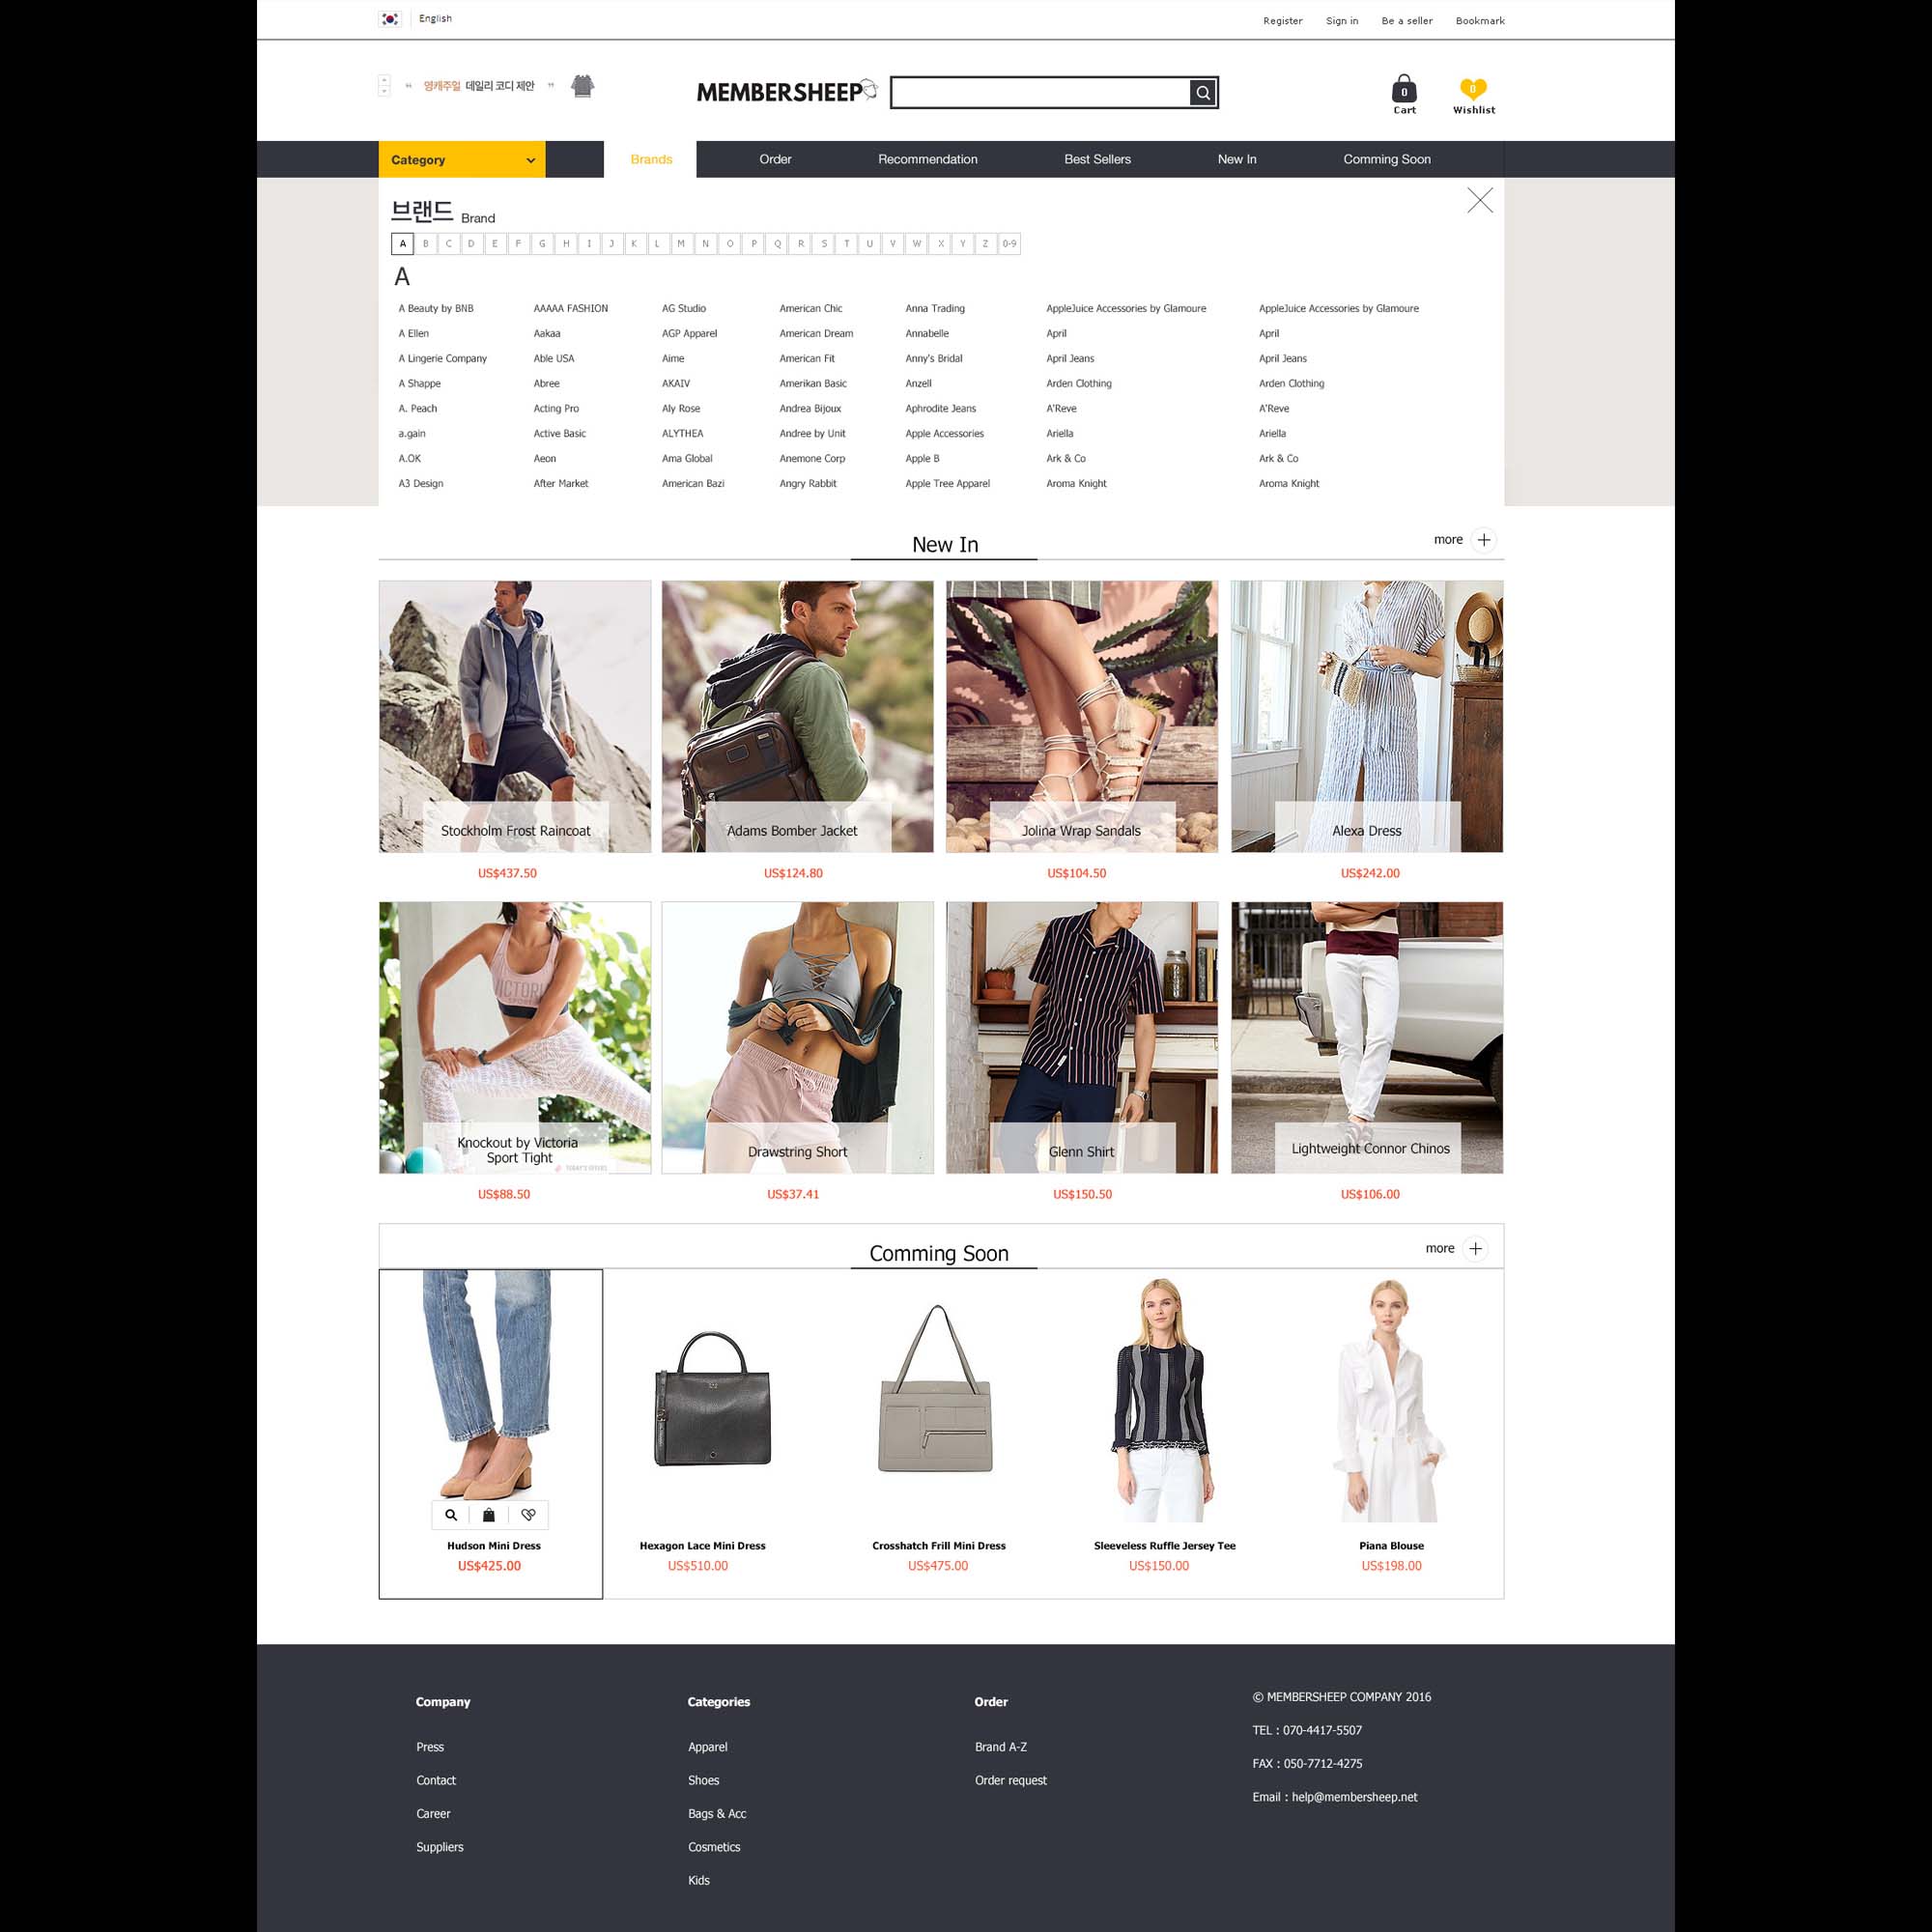 English
Register Sign in Be a seller Bookmark
“ 영캐주얼 데일리 코디 제안 ”
MEMBERSHEEP
0 0
Cart Wishlist
Category Brands Order Recommendation Best Sellers New In Comming Soon
브랜드 Brand
A B C D E F G H I J K L M N O P Q R S T U V W X Y Z 0-9
A
A Beauty by BNB AAAAA FASHION AG Studio American Chic Anna Trading AppleJuice Accessories by Glamoure AppleJuice Accessories by Glamoure
A Ellen Aakaa AGP Apparel American Dream Annabelle April April
A Lingerie Company Able USA Aime American Fit Anny's Bridal April Jeans April Jeans
A Shappe Abree AKAIV Amerikan Basic Anzell Arden Clothing Arden Clothing
A. Peach Acting Pro Aly Rose Andrea Bijoux Aphrodite Jeans A'Reve A'Reve
a.gain Active Basic ALYTHEA Andree by Unit Apple Accessories Ariella Ariella
A.OK Aeon Ama Global Anemone Corp Apple B Ark & Co Ark & Co
A3 Design After Market American Bazi Angry Rabbit Apple Tree Apparel Aroma Knight Aroma Knight
New In more
Stockholm Frost Raincoat Adams Bomber Jacket Jolina Wrap Sandals Alexa Dress
US$437.50 US$124.80 US$104.50 US$242.00
Knockout by Victoria
Sport Tight Drawstring Short Glenn Shirt Lightweight Connor Chinos
US$88.50 US$37.41 US$150.50 US$106.00
Comming Soon more
Hudson Mini Dress Hexagon Lace Mini Dress Crosshatch Frill Mini Dress Sleeveless Ruffle Jersey Tee Piana Blouse
US$425.00 US$510.00 US$475.00 US$150.00 US$198.00
Company Categories Order © MEMBERSHEEP COMPANY 2016
TEL : 070-4417-5507
Press Apparel Brand A-Z FAX : 050-7712-4275
Contact Shoes Order request Email : help@membersheep.net
Career Bags & Acc
Suppliers Cosmetics
Kids